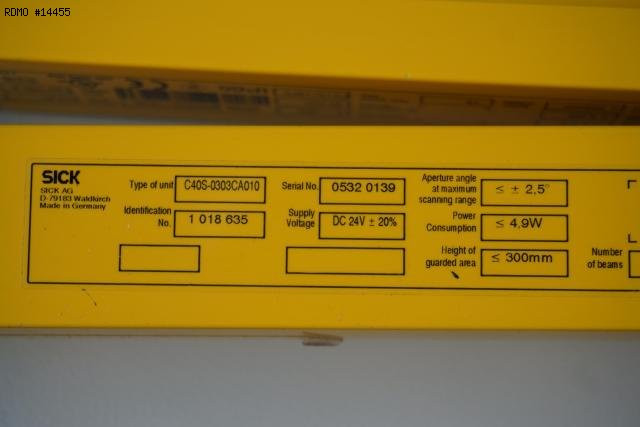 RDMO #14455
SICK
SICK AG
D-79183 Waldkirch
Made in Germany
Type of unit C40S-0303CA010
Identification No. 1 018 635
Serial No. 0532 0139
Supply Voltage DC 24V ± 20%
Aperture angle at maximum scanning range ≤ ± 2,5°
Power Consumption ≤ 4,9W
Height of guarded area ≤ 300mm
Number of beams